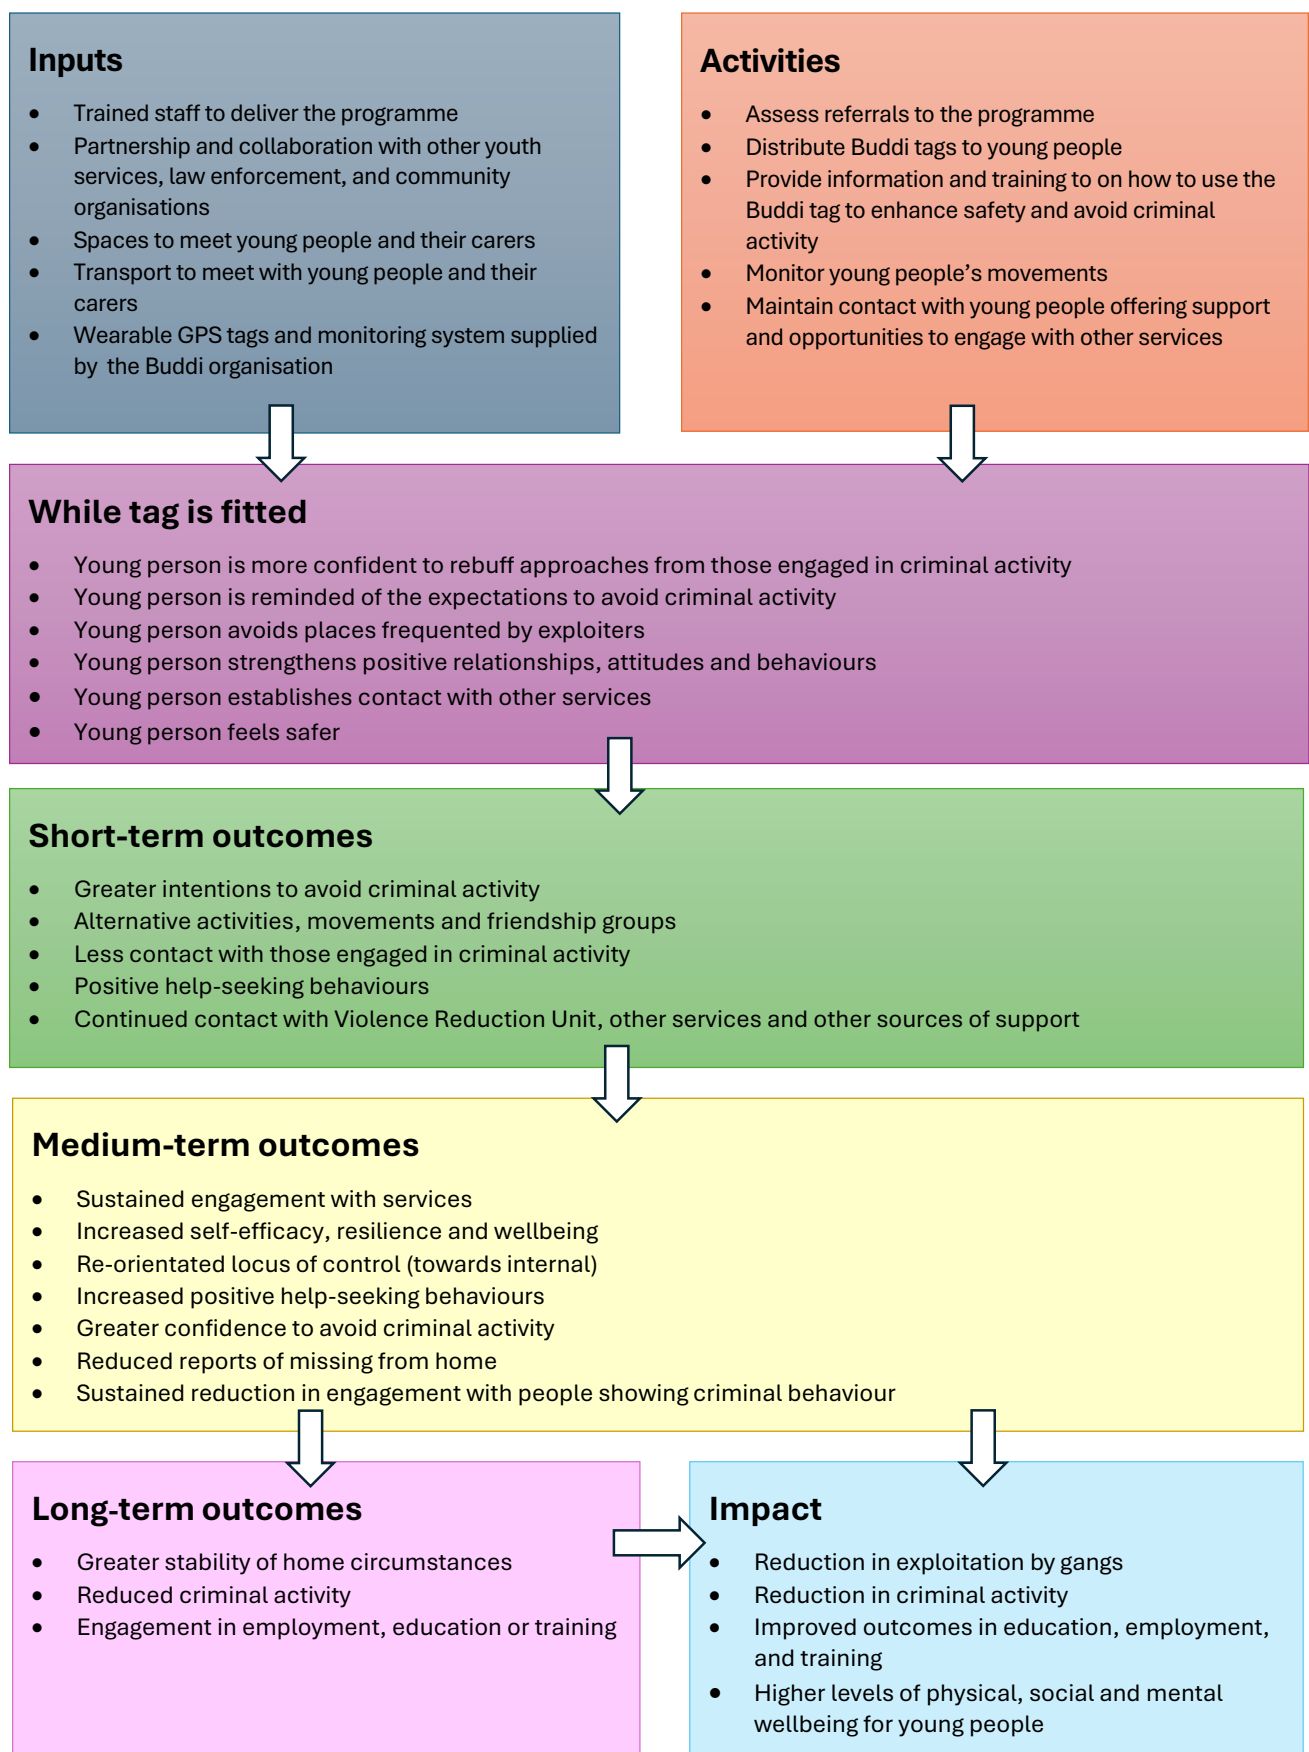 Inputs
• Trained staff to deliver the programme
• Partnership and collaboration with other youth
services, law enforcement, and community
organisations
• Spaces to meet young people and their carers
• Transport to meet with young people and their
carers
• Wearable GPS tags and monitoring system supplied
by the Buddi organisation
Activities
• Assess referrals to the programme
• Distribute Buddi tags to young people
• Provide information and training to on how to use the
Buddi tag to enhance safety and avoid criminal
activity
• Monitor young people’s movements
• Maintain contact with young people offering support
and opportunities to engage with other services
While tag is fitted
• Young person is more confident to rebuff approaches from those engaged in criminal activity
• Young person is reminded of the expectations to avoid criminal activity
• Young person avoids places frequented by exploiters
• Young person strengthens positive relationships, attitudes and behaviours
• Young person establishes contact with other services
• Young person feels safer
Short-term outcomes
• Greater intentions to avoid criminal activity
• Alternative activities, movements and friendship groups
• Less contact with those engaged in criminal activity
• Positive help-seeking behaviours
• Continued contact with Violence Reduction Unit, other services and other sources of support
Medium-term outcomes
• Sustained engagement with services
• Increased self-efficacy, resilience and wellbeing
• Re-orientated locus of control (towards internal)
• Increased positive help-seeking behaviours
• Greater confidence to avoid criminal activity
• Reduced reports of missing from home
• Sustained reduction in engagement with people showing criminal behaviour
Long-term outcomes
• Greater stability of home circumstances
• Reduced criminal activity
• Engagement in employment, education or training
Impact
• Reduction in exploitation by gangs
• Reduction in criminal activity
• Improved outcomes in education, employment,
and training
• Higher levels of physical, social and mental
wellbeing for young people